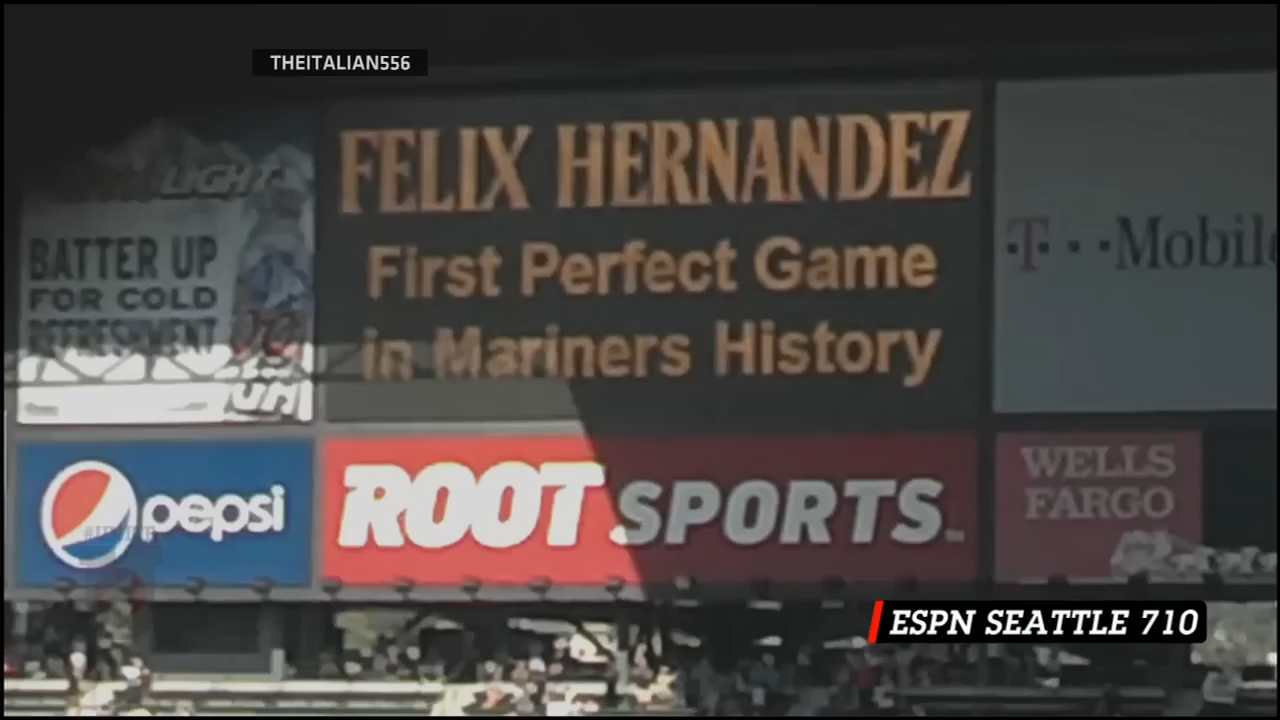 THEITALIAN556
LIGHT
BATTER UP
FOR COLD
REFRESHMENT
FELIX HERNANDEZ
First Perfect Game
in Mariners History
T··Mobile
pepsi
ROOT SPORTS
WELLS
FARGO
ESPN SEATTLE 710